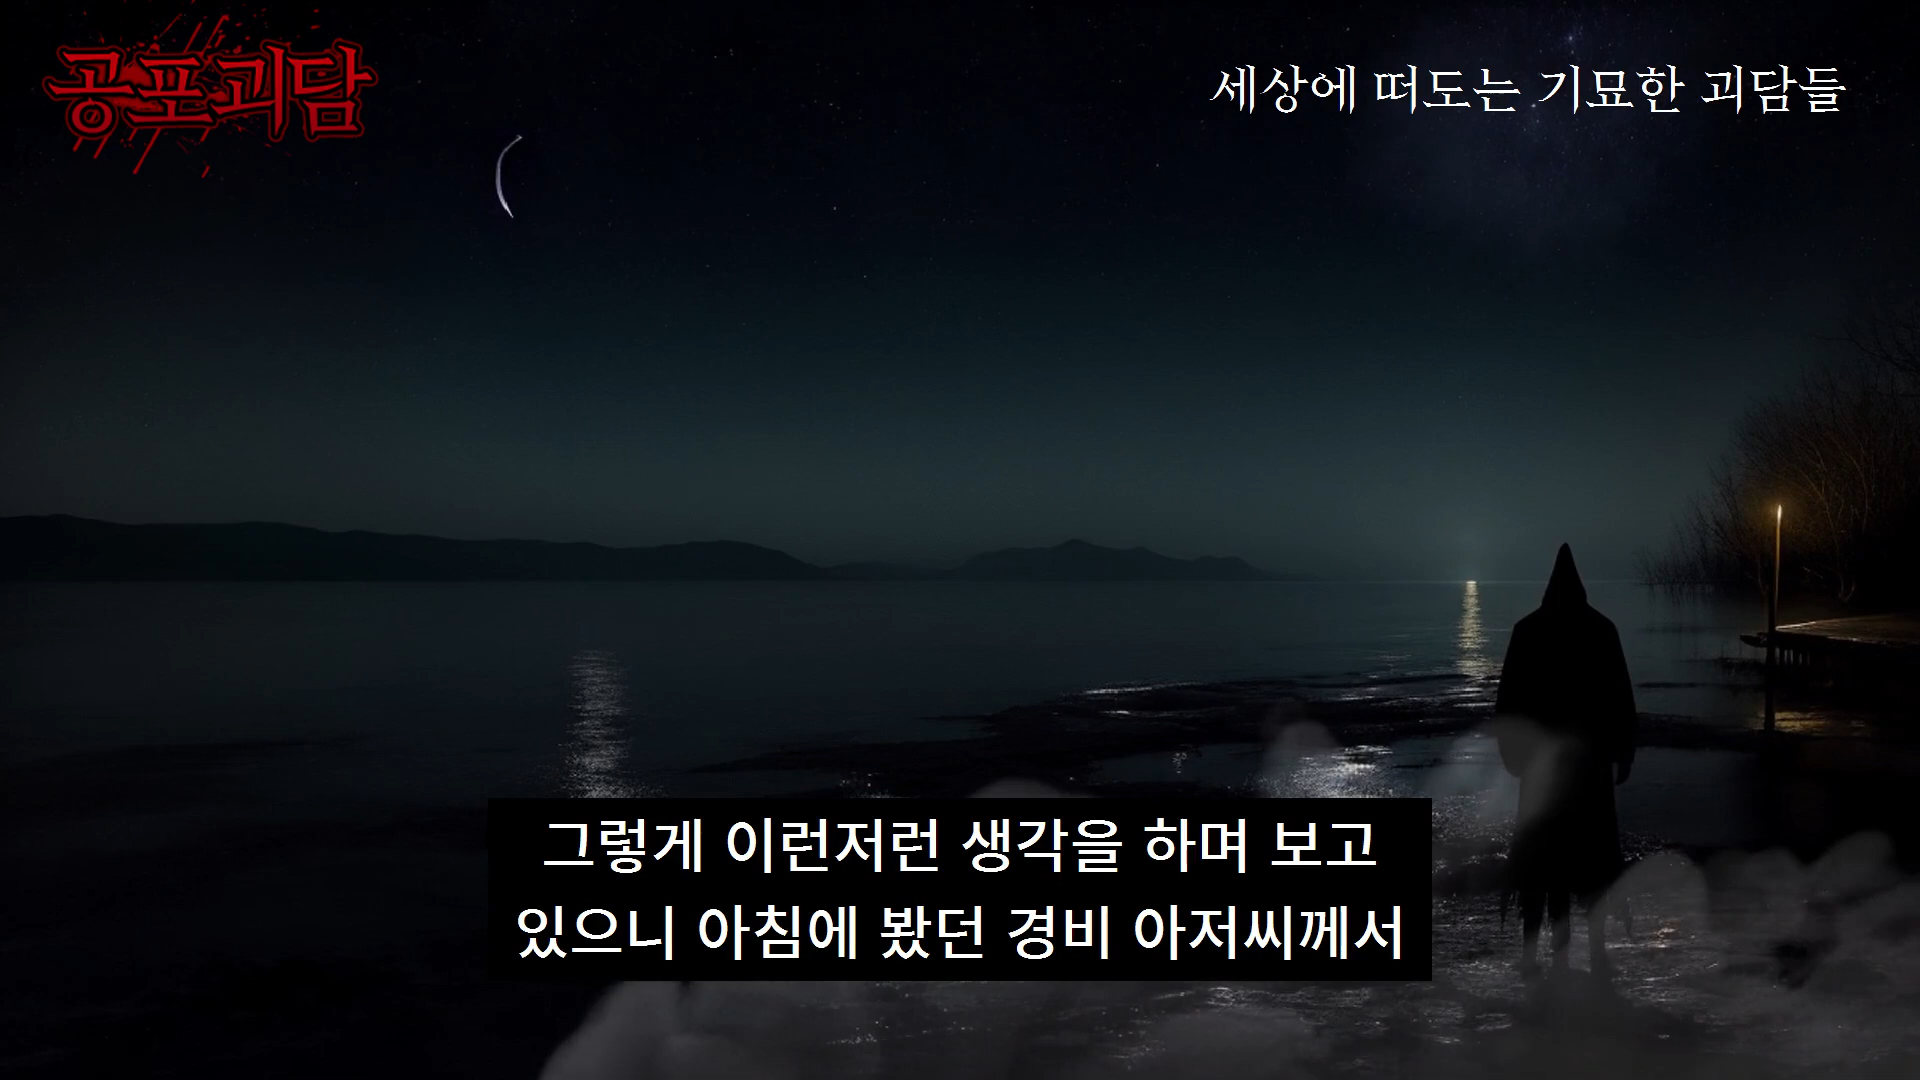 공포괴담
세상에 떠도는 기묘한 괴담들
그렇게 이런저런 생각을 하며 보고
있으니 아침에 봤던 경비 아저씨께서